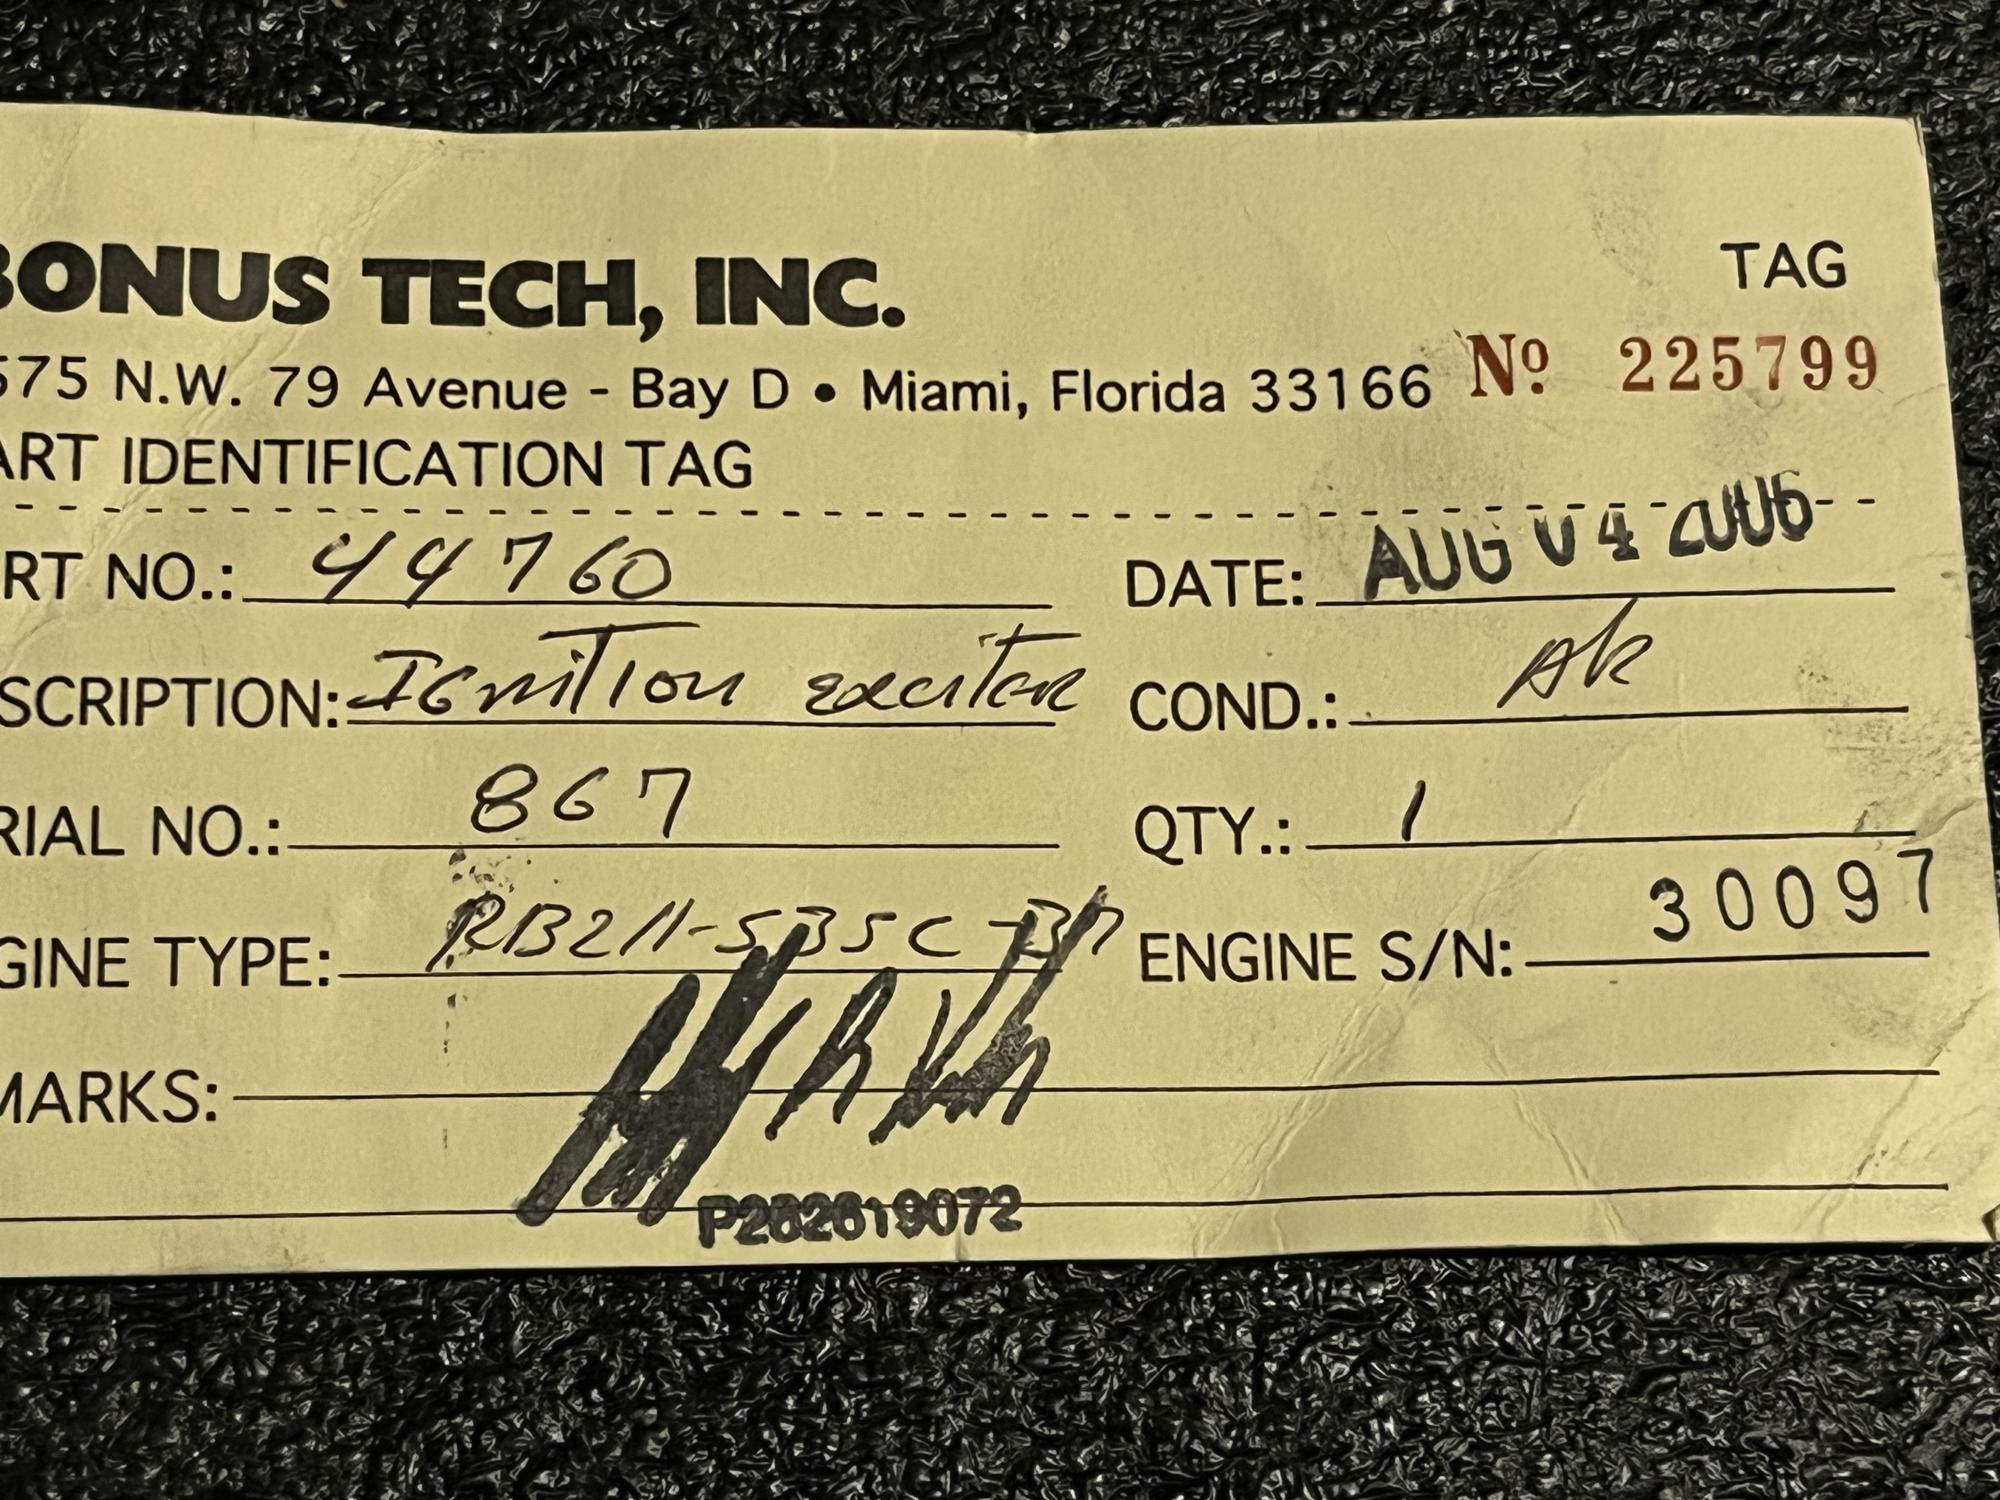 BONUS TECH, INC.
TAG
575 N.W. 79 Avenue - Bay D • Miami, Florida 33166
Nº 225799
ART IDENTIFICATION TAG
RT NO.: 44760
DATE: AUG 04 2006
SCRIPTION: IGniTion exciter
COND.: AR
RIAL NO.: 867
QTY.: 1
GINE TYPE: RB211-535C-37
ENGINE S/N: 30097
MARKS:
P262619072